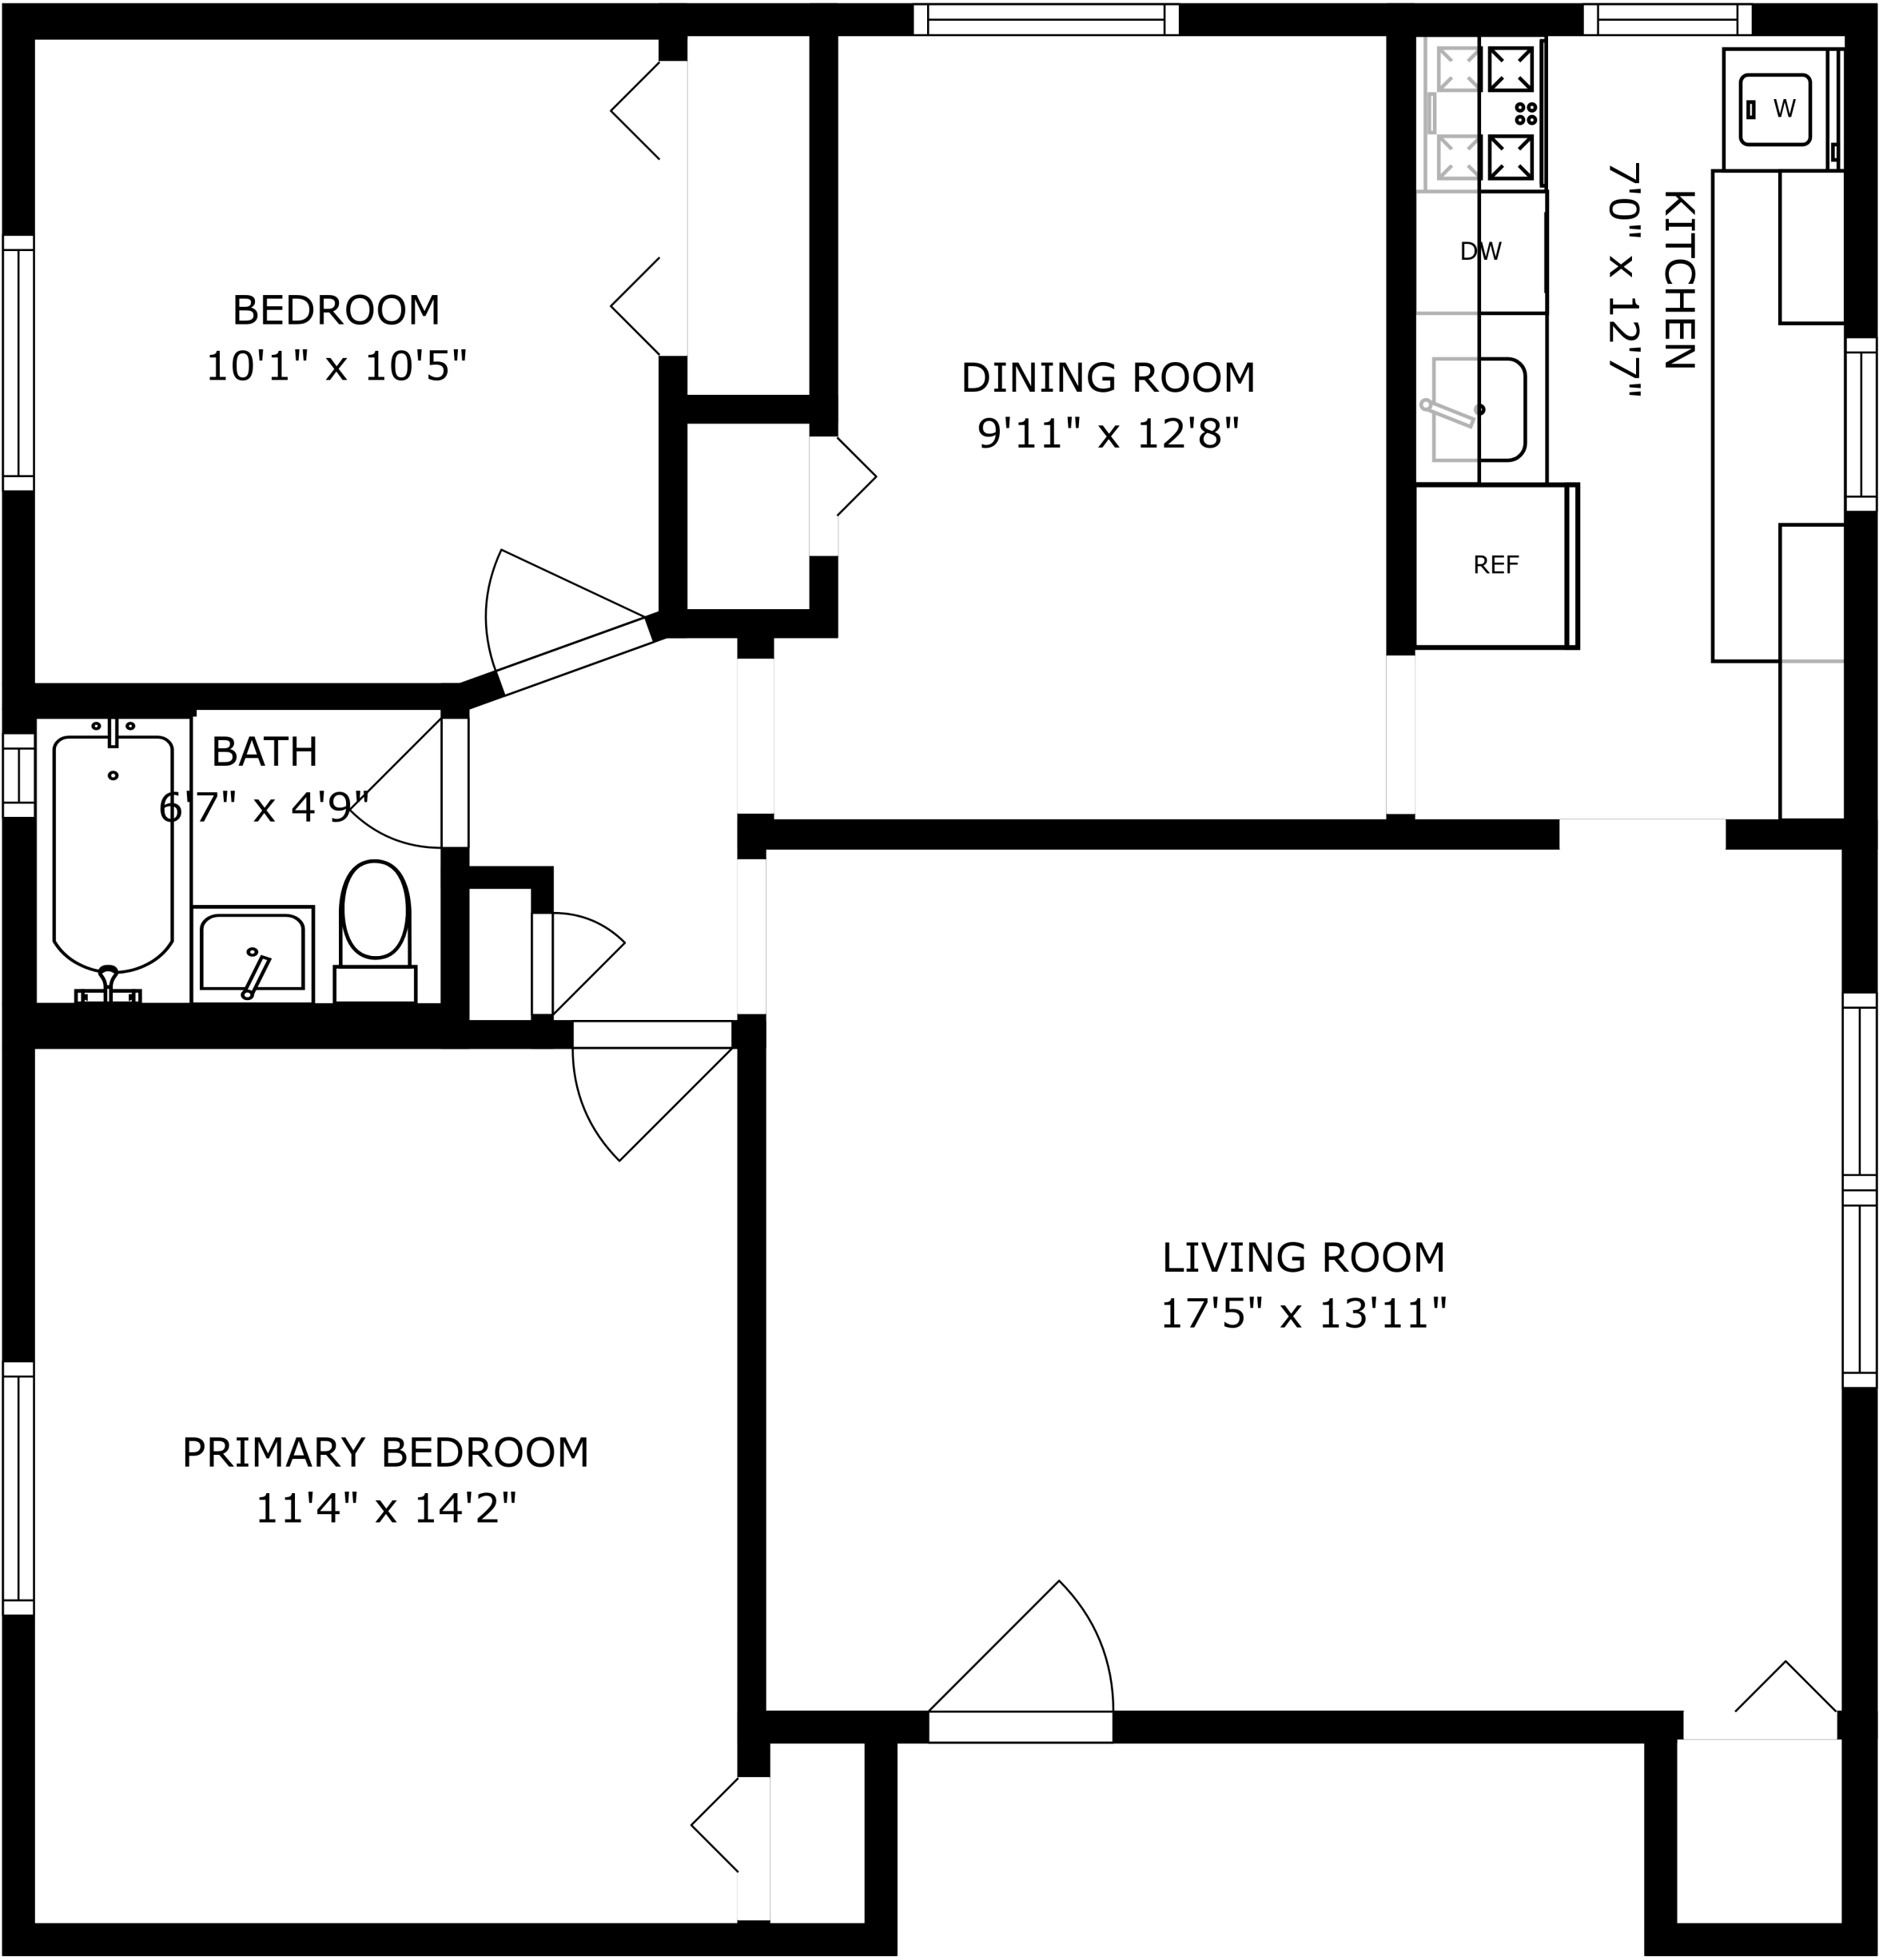 BEDROOM
10'1" x 10'5"
DINING ROOM
9'11" x 12'8"
KITCHEN
7'0" x 12'7"
W
DW
REF
BATH
6'7" x 4'9"
LIVING ROOM
17'5" x 13'11"
PRIMARY BEDROOM
11'4" x 14'2"